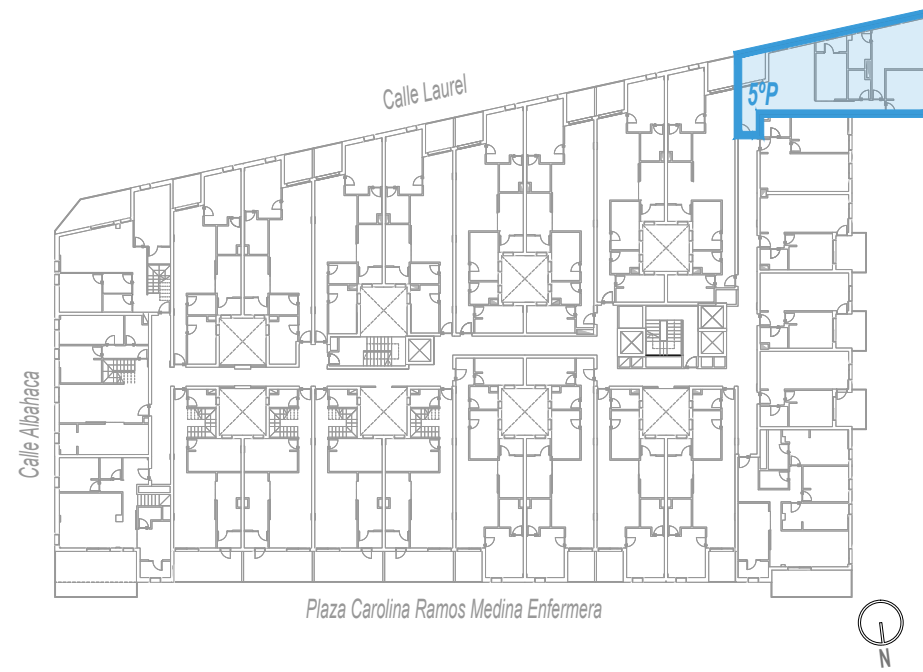 Calle Laurel
5ºP
Calle Albahaca
Plaza Carolina Ramos Medina Enfermera
N